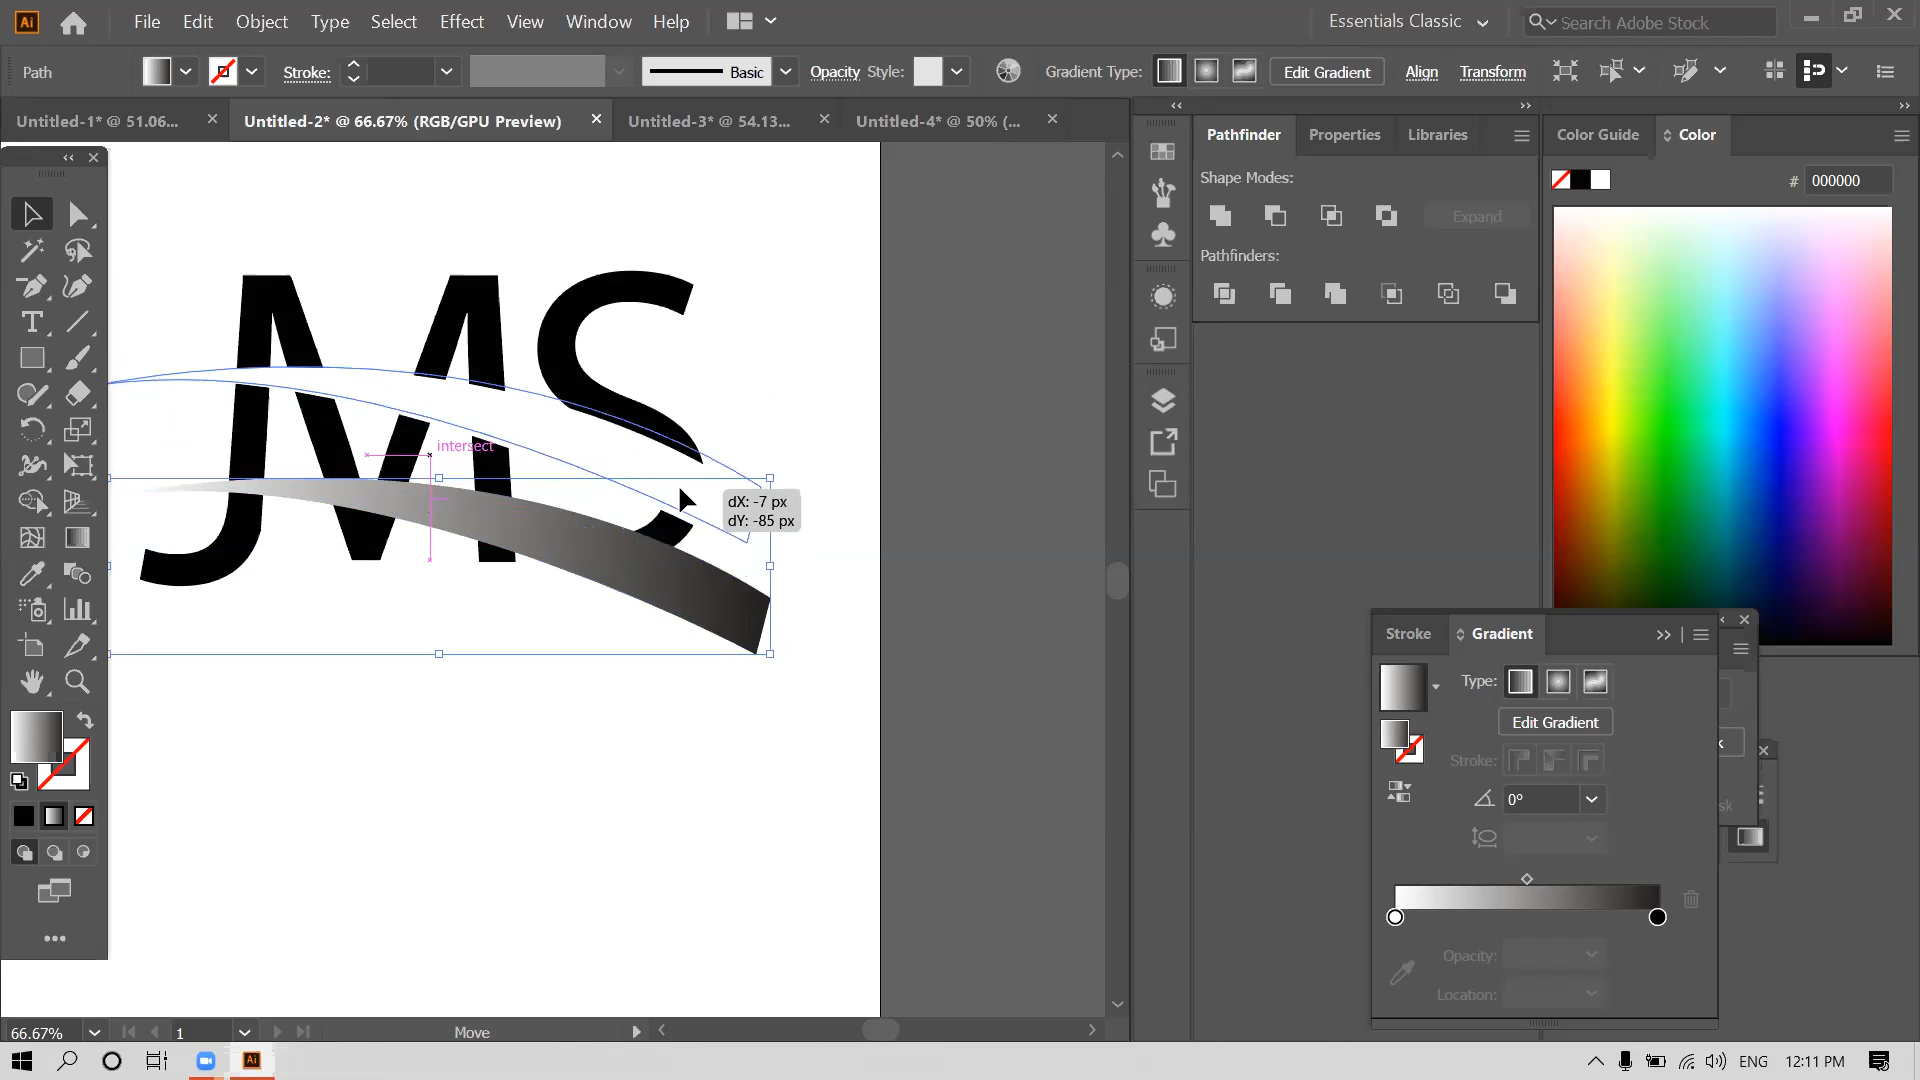 Ai File Edit Object Type Select Effect View Window Help Essentials Classic Search Adobe Stock
Path Stroke: Basic Opacity Style: Gradient Type: Edit Gradient Align Transform
Untitled-1* @ 51.06... Untitled-2* @ 66.67% (RGB/GPU Preview) Untitled-3* @ 54.13... Untitled-4* @ 50% (...
Pathfinder Properties Libraries Color Guide Color
Shape Modes:
# 000000
Expand
Pathfinders:
JMS
intersect
dX: -7 px
dY: -85 px
Stroke Gradient
Type:
Edit Gradient
k
Stroke:
0°
sk
Opacity:
Location:
66.67% 1 Move
Ai ENG 12:11 PM